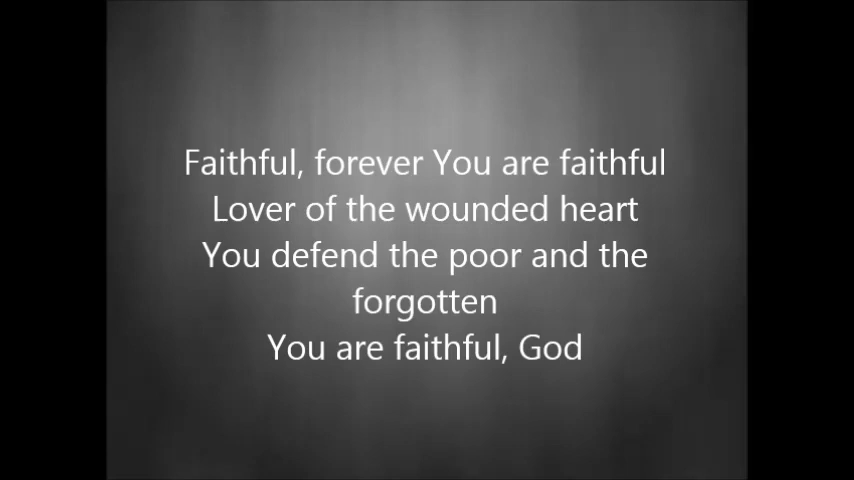 Faithful, forever You are faithful
Lover of the wounded heart
You defend the poor and the
forgotten
You are faithful, God